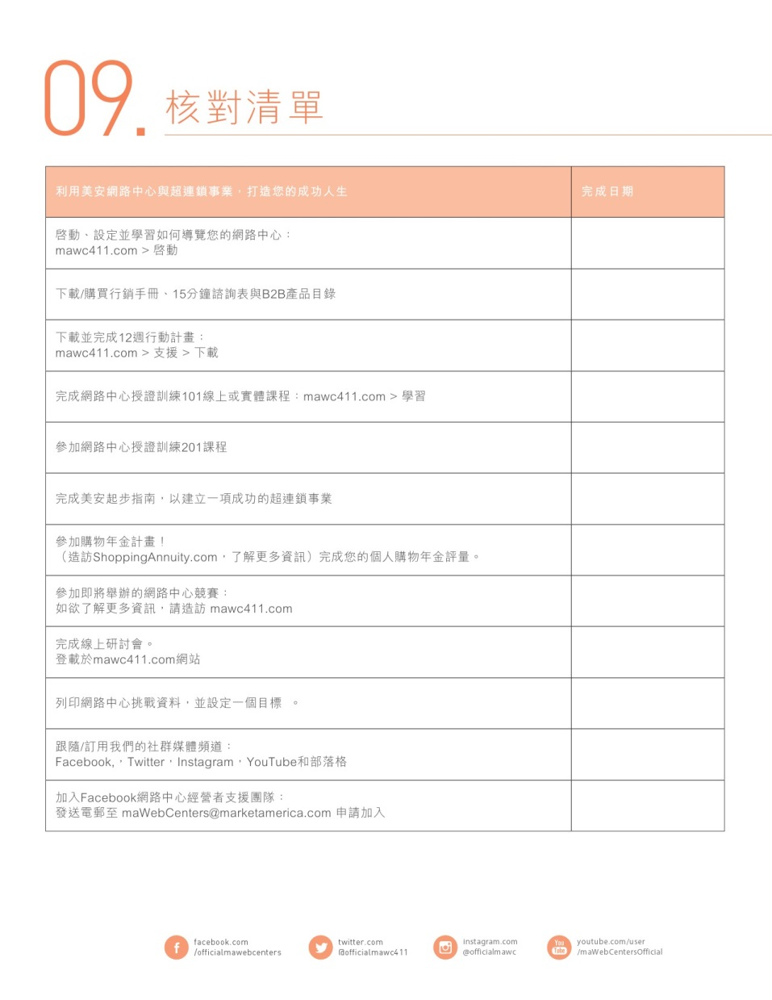 09. 核對清單
利用美安網路中心與超連鎖事業，打造您的成功人生
完成日期
啓動、設定並學習如何導覽您的網路中心：
mawc411.com > 啓動
下載/購買行銷手冊、15分鐘諮詢表與B2B產品目錄
下載並完成12週行動計畫：
mawc411.com > 支援 > 下載
完成網路中心授證訓練101線上或實體課程：mawc411.com > 學習
參加網路中心授證訓練201課程
完成美安起步指南，以建立一項成功的超連鎖事業
參加購物年金計畫！
（造訪ShoppingAnnuity.com，了解更多資訊）完成您的個人購物年金評量。
參加即將舉辦的網路中心競賽：
如欲了解更多資訊，請造訪 mawc411.com
完成線上研討會。
登載於mawc411.com網站
列印網路中心挑戰資料，並設定一個目標 。
跟隨/訂用我們的社群媒體頻道：
Facebook,，Twitter，Instagram，YouTube和部落格
加入Facebook網路中心經營者支援團隊：
發送電郵至 maWebCenters@marketamerica.com 申請加入
facebook.com
/officialmawebcenters
twitter.com
@officialmawc411
instagram.com
@officialmawc
You
Tube
youtube.com/user
/maWebCentersOfficial